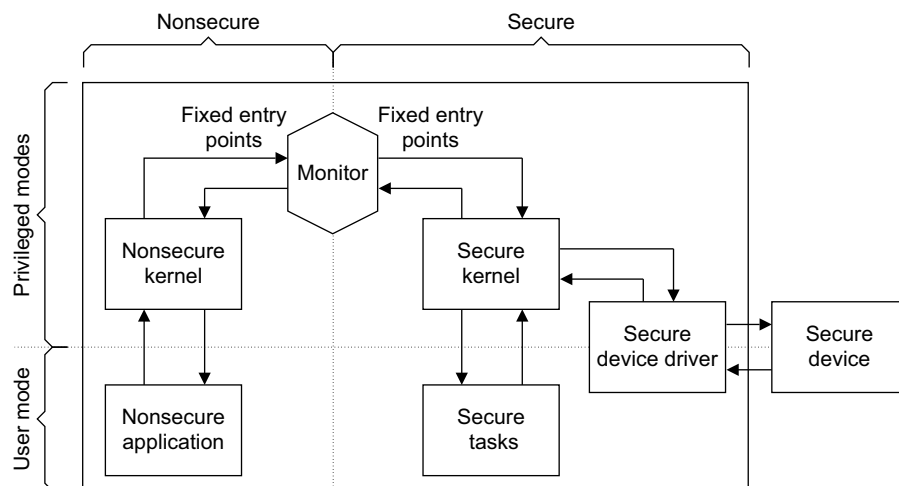 Nonsecure
Secure
Fixed entry
points
Fixed entry
points
Monitor
Privileged modes
Nonsecure
kernel
Secure
kernel
Secure
device driver
Secure
device
User mode
Nonsecure
application
Secure
tasks